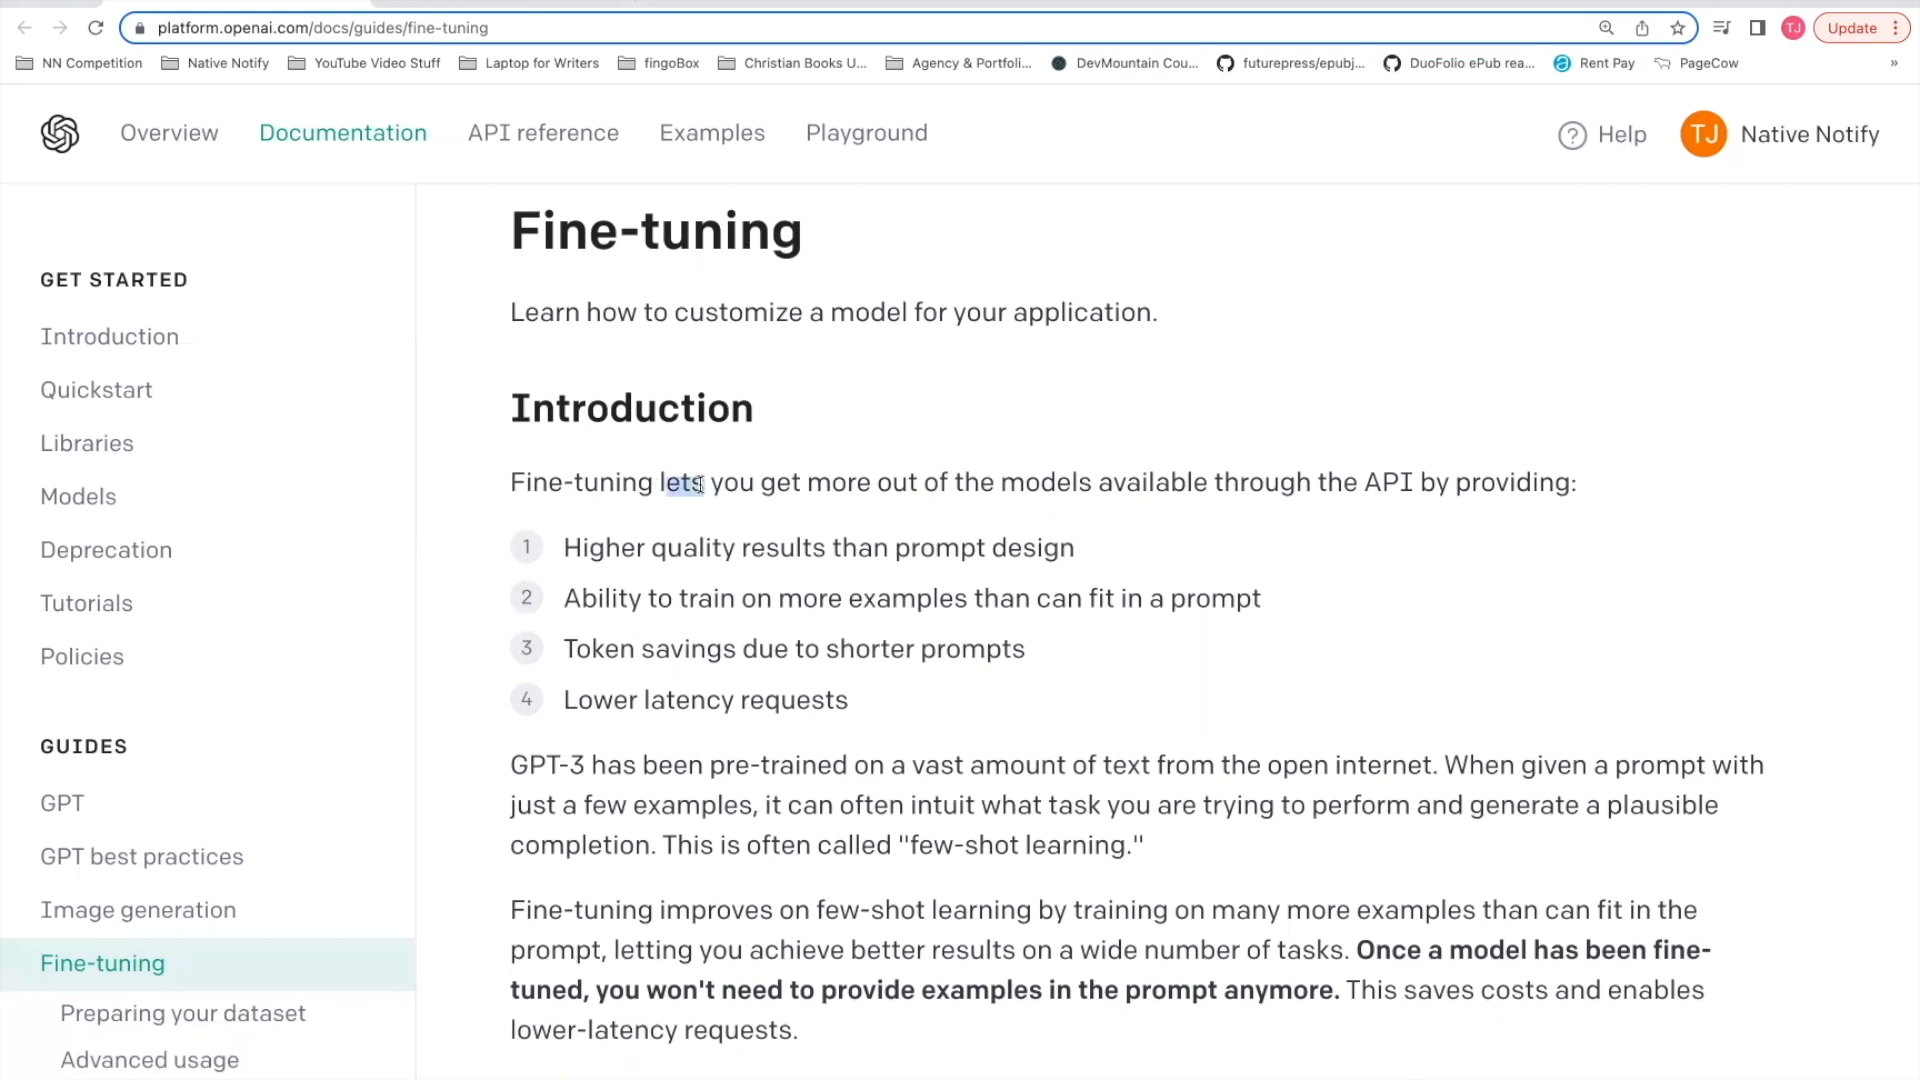 platform.openai.com/docs/guides/fine-tuning
TJ
Update
NN Competition
Native Notify
YouTube Video Stuff
Laptop for Writers
fingoBox
Christian Books U...
Agency & Portfoli...
DevMountain Cou...
futurepress/epubj...
DuoFolio ePub rea...
Rent Pay
PageCow
»
Overview
Documentation
API reference
Examples
Playground
? Help
TJ Native Notify
GET STARTED
Introduction
Quickstart
Libraries
Models
Deprecation
Tutorials
Policies
GUIDES
GPT
GPT best practices
Image generation
Fine-tuning
Preparing your dataset
Advanced usage
Fine-tuning
Learn how to customize a model for your application.
Introduction
Fine-tuning lets you get more out of the models available through the API by providing:
1 Higher quality results than prompt design
2 Ability to train on more examples than can fit in a prompt
3 Token savings due to shorter prompts
4 Lower latency requests
GPT-3 has been pre-trained on a vast amount of text from the open internet. When given a prompt with
just a few examples, it can often intuit what task you are trying to perform and generate a plausible
completion. This is often called "few-shot learning."
Fine-tuning improves on few-shot learning by training on many more examples than can fit in the
prompt, letting you achieve better results on a wide number of tasks. Once a model has been fine-
tuned, you won't need to provide examples in the prompt anymore. This saves costs and enables
lower-latency requests.